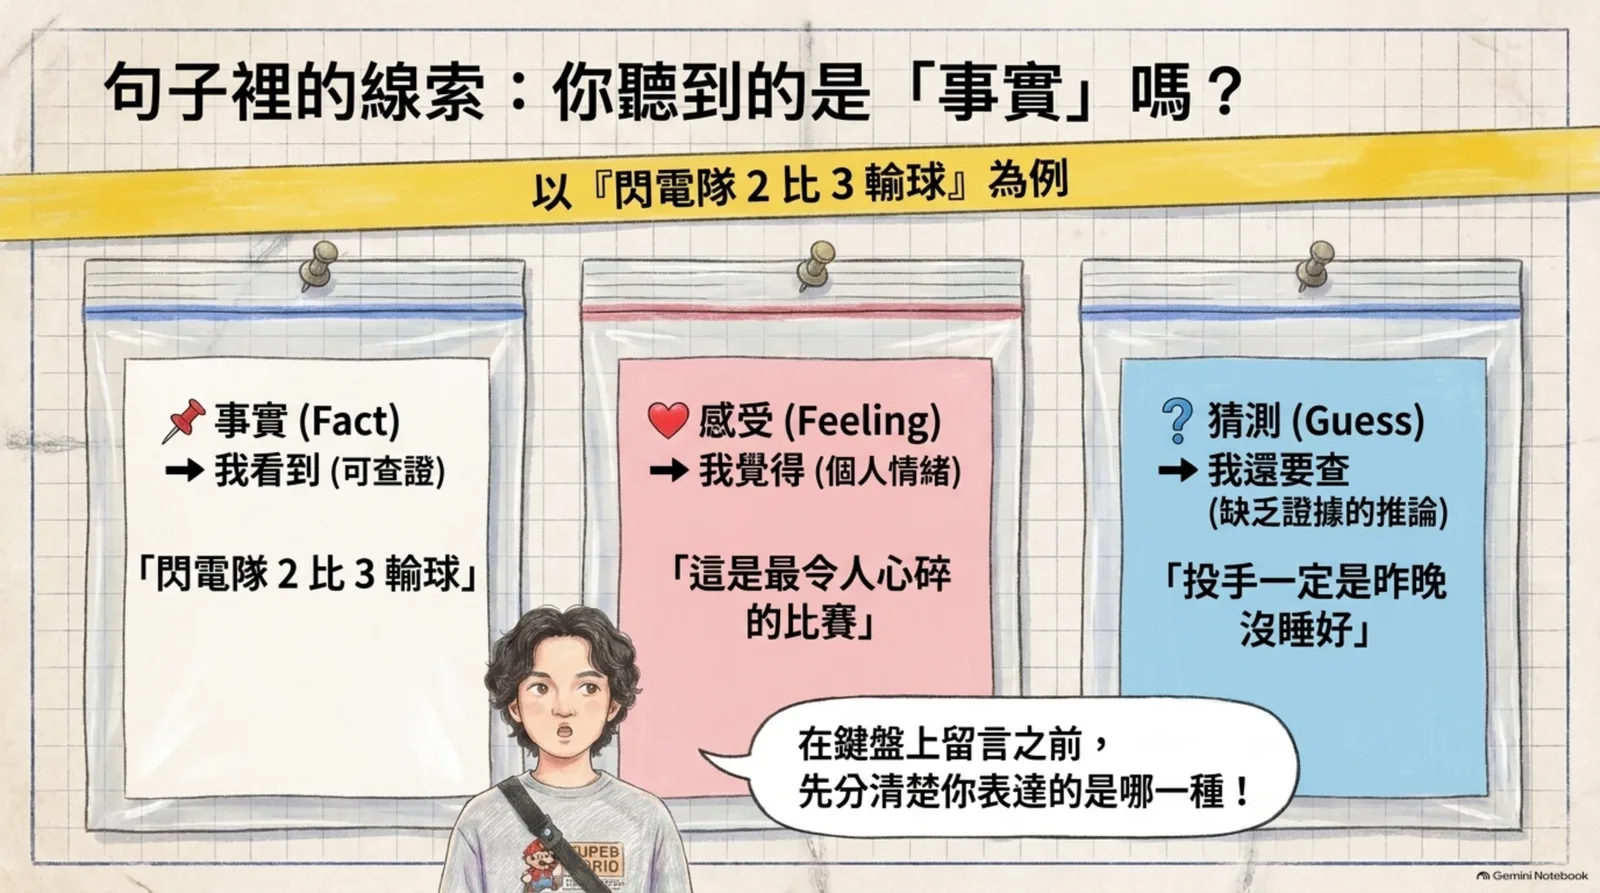 句子裡的線索：你聽到的是「事實」嗎？
以『閃電隊 2 比 3 輸球』為例
事實 (Fact)
➡ 我看到 (可查證)
「閃電隊 2 比 3 輸球」
感受 (Feeling)
➡ 我覺得 (個人情緒)
「這是最令人心碎
的比賽」
猜測 (Guess)
➡ 我還要查
(缺乏證據的推論)
「投手一定是昨晚
沒睡好」
在鍵盤上留言之前，
先分清楚你表達的是哪一種！
Gemini Notebook